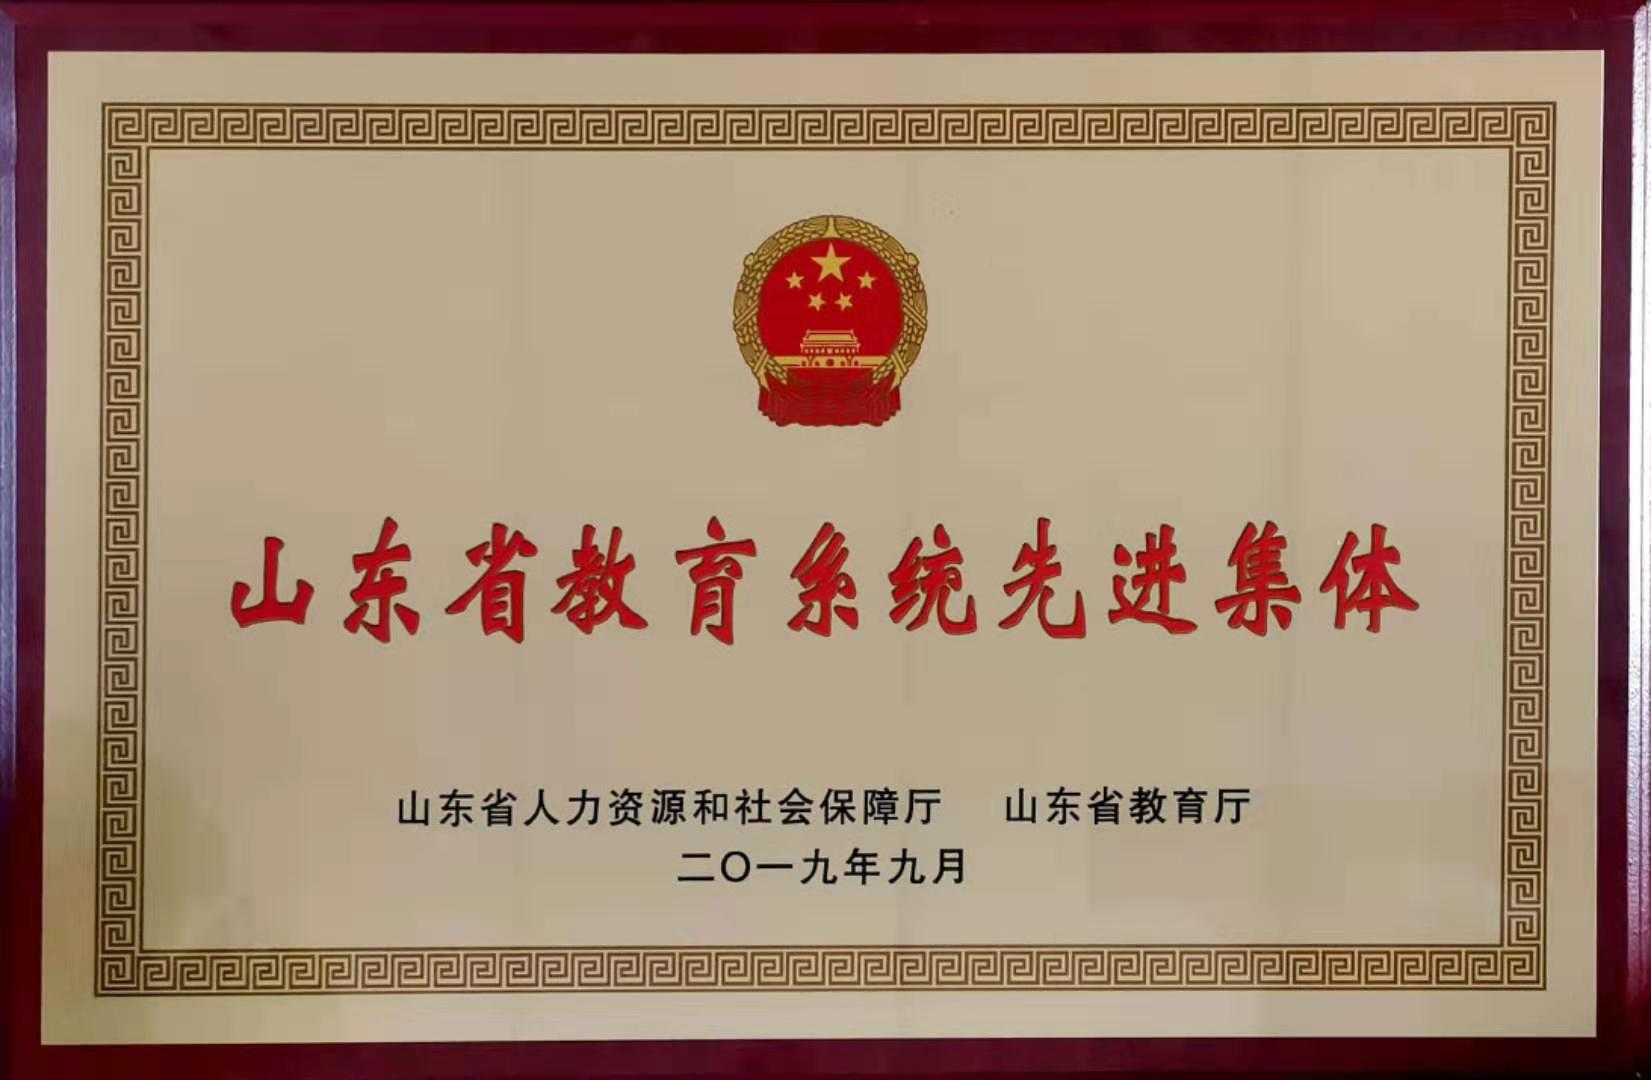 山东省教育系统先进集体
山东省人力资源和社会保障厅 山东省教育厅
二〇一九年九月